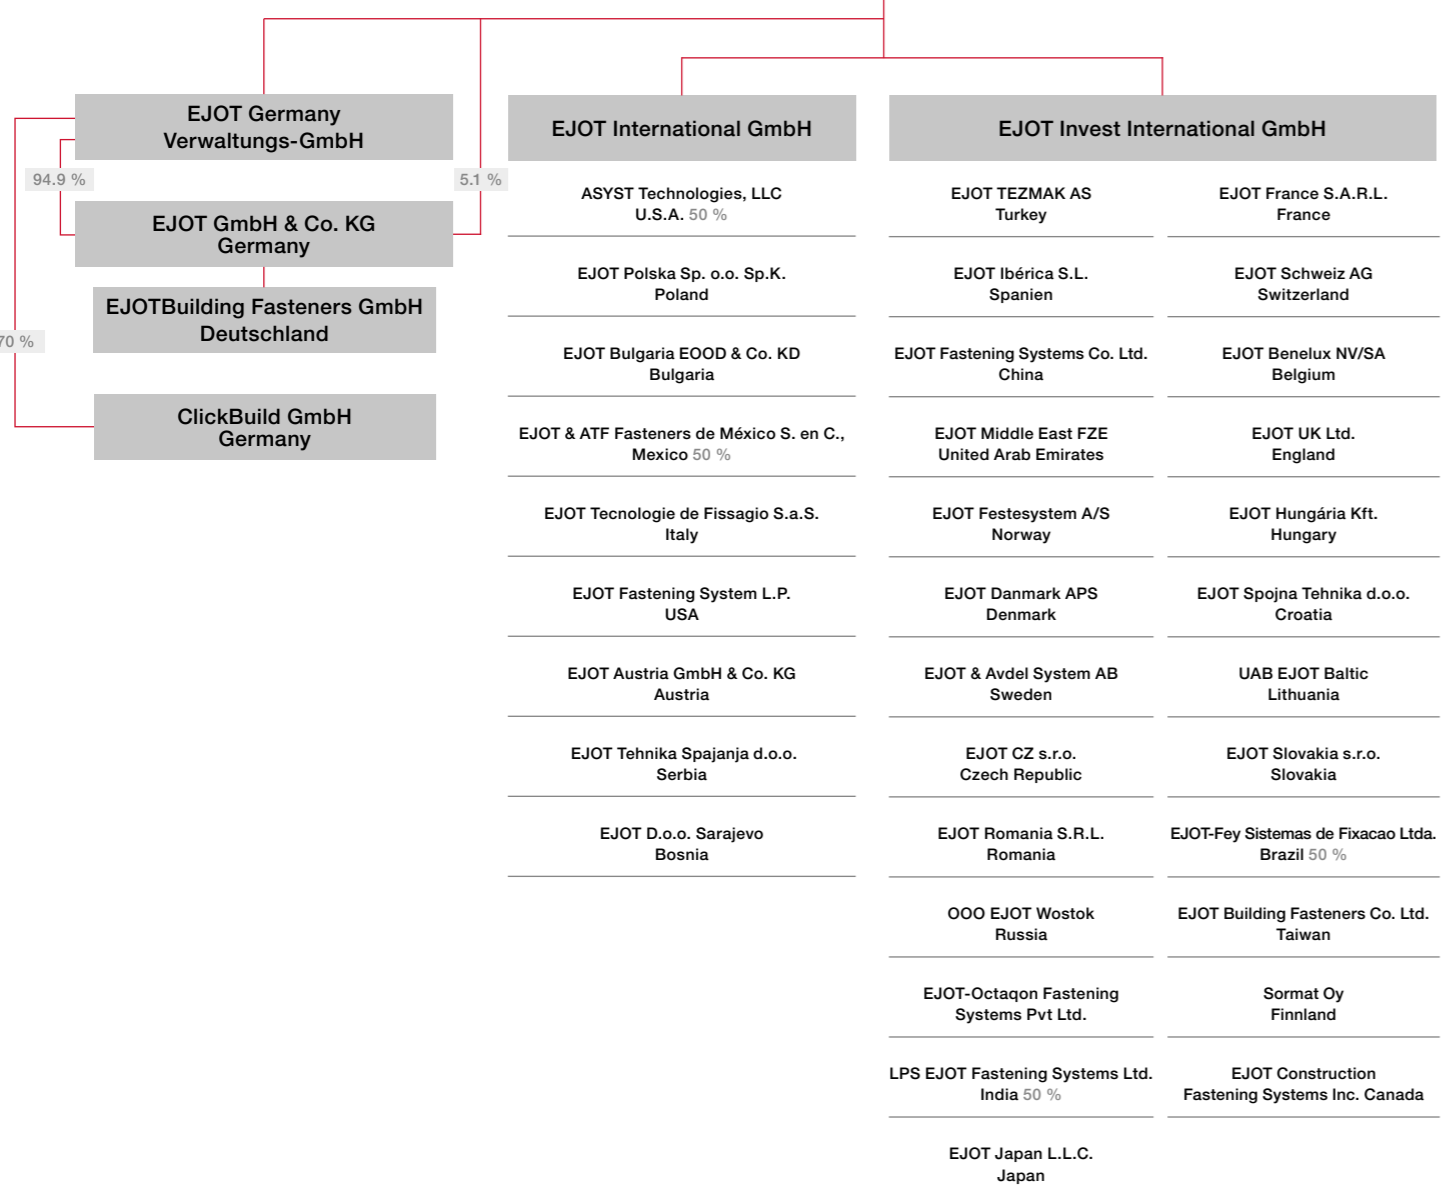 EJOT Germany
Verwaltungs-GmbH
94.9 %
5.1 %
EJOT GmbH & Co. KG
Germany
EJOTBuilding Fasteners GmbH
Deutschland
70 %
ClickBuild GmbH
Germany
EJOT International GmbH
ASYST Technologies, LLC
U.S.A. 50 %
EJOT Polska Sp. o.o. Sp.K.
Poland
EJOT Bulgaria EOOD & Co. KD
Bulgaria
EJOT & ATF Fasteners de México S. en C.,
Mexico 50 %
EJOT Tecnologie de Fissagio S.a.S.
Italy
EJOT Fastening System L.P.
USA
EJOT Austria GmbH & Co. KG
Austria
EJOT Tehnika Spajanja d.o.o.
Serbia
EJOT D.o.o. Sarajevo
Bosnia
EJOT Invest International GmbH
EJOT TEZMAK AS
Turkey
EJOT Ibérica S.L.
Spanien
EJOT Fastening Systems Co. Ltd.
China
EJOT Middle East FZE
United Arab Emirates
EJOT Festesystem A/S
Norway
EJOT Danmark APS
Denmark
EJOT & Avdel System AB
Sweden
EJOT CZ s.r.o.
Czech Republic
EJOT Romania S.R.L.
Romania
OOO EJOT Wostok
Russia
EJOT-Octaqon Fastening
Systems Pvt Ltd.
LPS EJOT Fastening Systems Ltd.
India 50 %
EJOT Japan L.L.C.
Japan
EJOT France S.A.R.L.
France
EJOT Schweiz AG
Switzerland
EJOT Benelux NV/SA
Belgium
EJOT UK Ltd.
England
EJOT Hungária Kft.
Hungary
EJOT Spojna Tehnika d.o.o.
Croatia
UAB EJOT Baltic
Lithuania
EJOT Slovakia s.r.o.
Slovakia
EJOT-Fey Sistemas de Fixacao Ltda.
Brazil 50 %
EJOT Building Fasteners Co. Ltd.
Taiwan
Sormat Oy
Finnland
EJOT Construction
Fastening Systems Inc. Canada